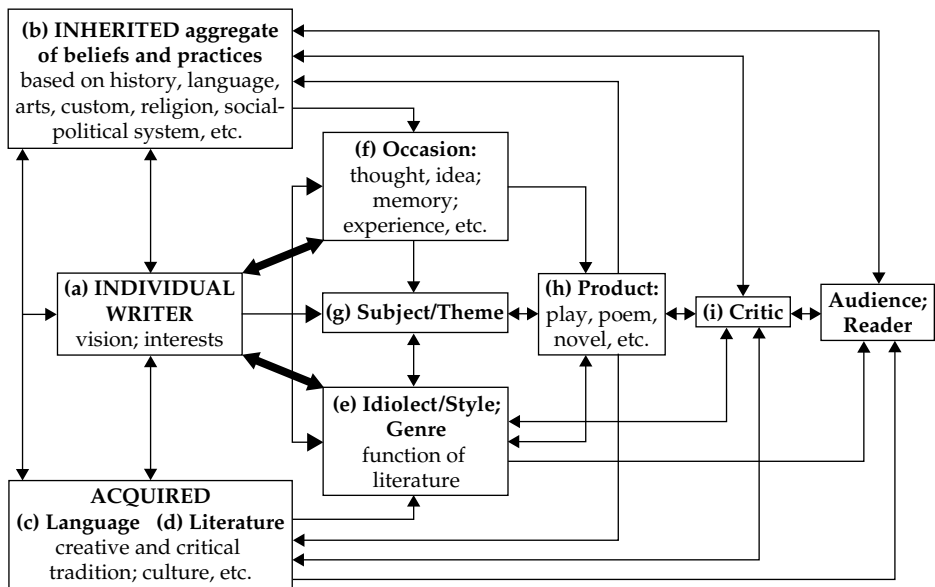 (b) INHERITED aggregate
of beliefs and practices
based on history, language,
arts, custom, religion, social-
political system, etc.
(f) Occasion:
thought, idea;
memory;
experience, etc.
(a) INDIVIDUAL
WRITER
vision; interests
(g) Subject/Theme
(h) Product:
play, poem,
novel, etc.
(i) Critic
Audience;
Reader
(e) Idiolect/Style;
Genre
function of
literature
ACQUIRED
(c) Language (d) Literature
creative and critical
tradition; culture, etc.